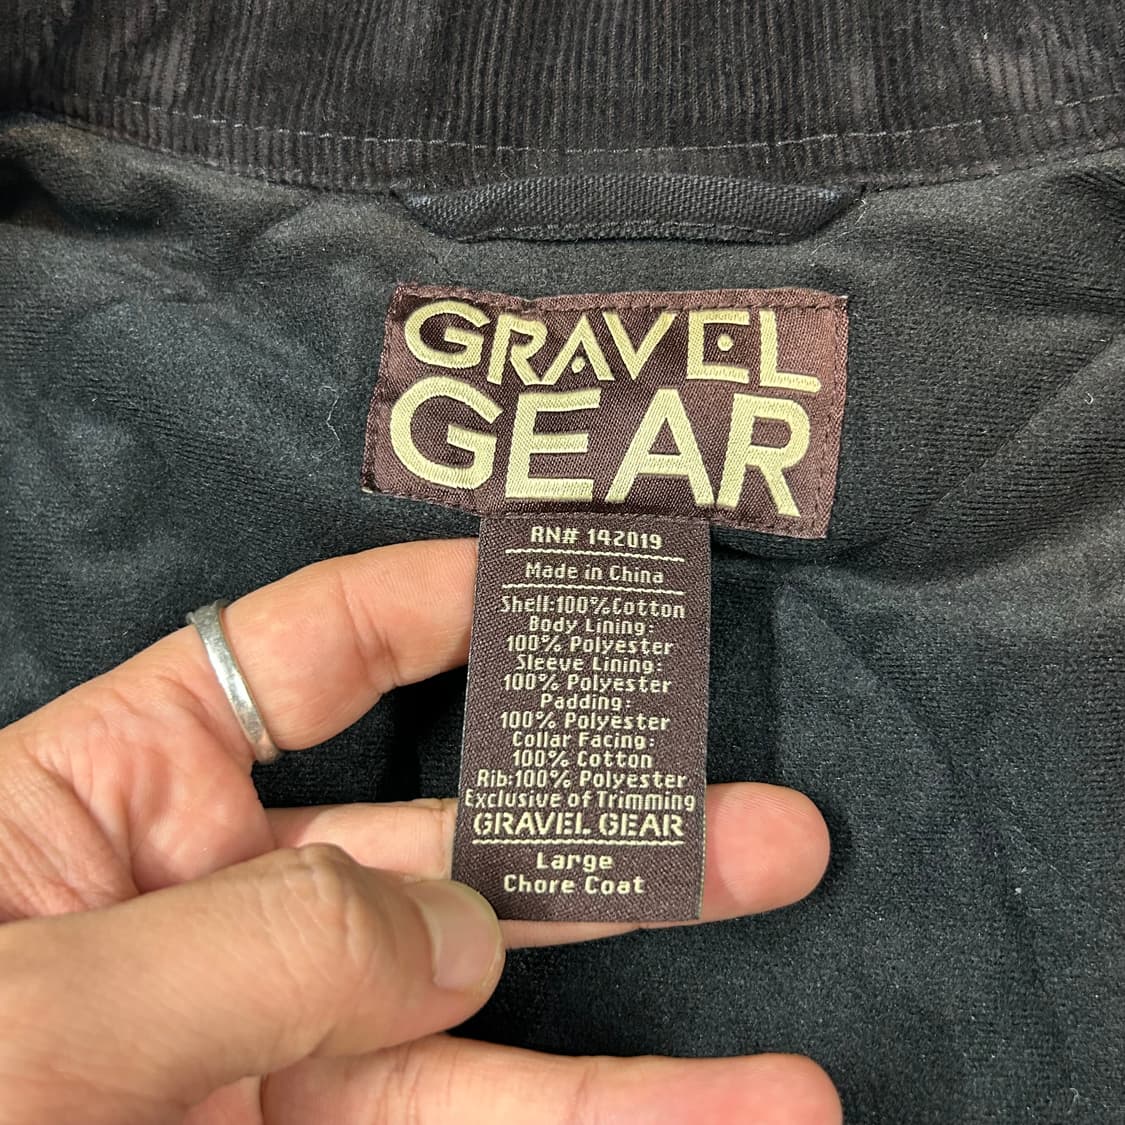 GRAVEL
GEAR
RN# 142019
Made in China
Shell:100%Cotton
Body Lining:
100% Polyester
Sleeve Lining:
100% Polyester
Padding:
100% Polyester
Collar Facing:
100% Cotton
Rib:100% Polyester
Exclusive of Trimming
GRAVEL GEAR
Large
Chore Coat